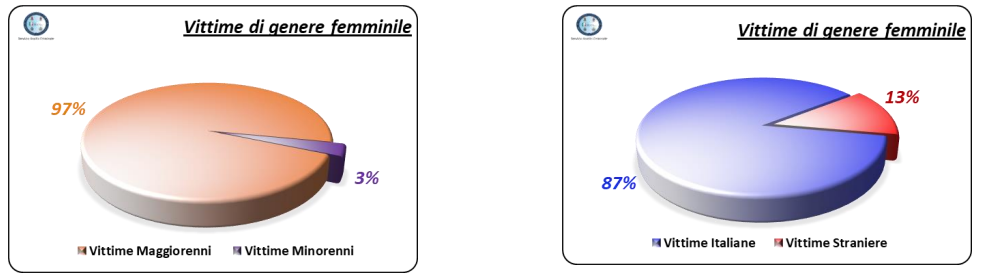 Vittime di genere femminile
97%
3%
Vittime Maggiorenni Vittime Minorenni
Vittime di genere femminile
13%
87%
Vittime Italiane Vittime Straniere